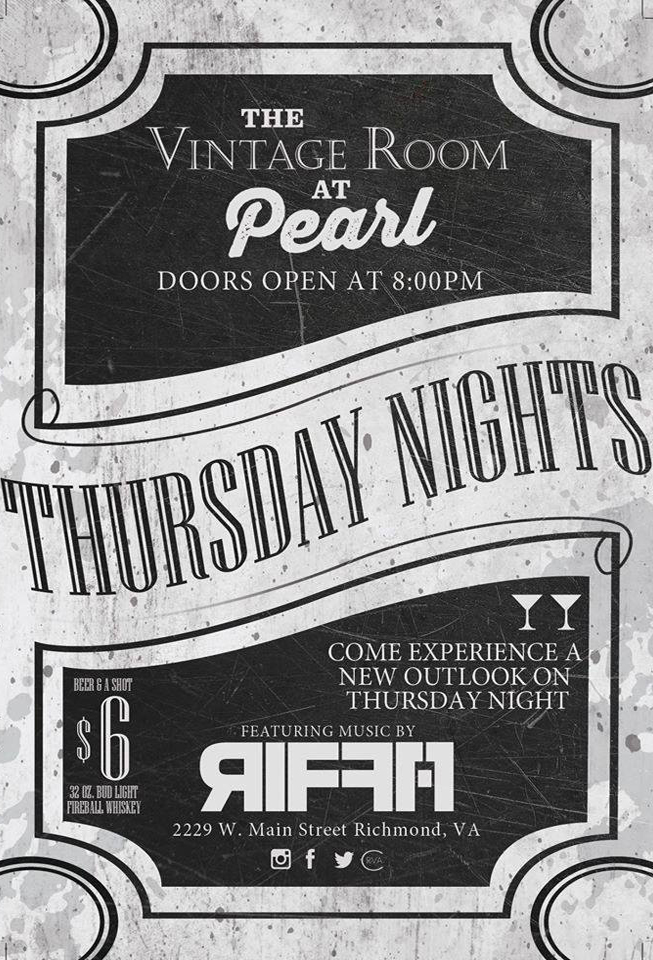 THE
VINTAGE ROOM
AT
Pearl
DOORS OPEN AT 8:00PM
THURSDAY NIGHTS
COME EXPERIENCE A
NEW OUTLOOK ON
THURSDAY NIGHT
BEER & A SHOT
$6
32 OZ. BUD LIGHT
FIREBALL WHISKEY
FEATURING MUSIC BY
RIFFM
2229 W. Main Street Richmond, VA
RVA